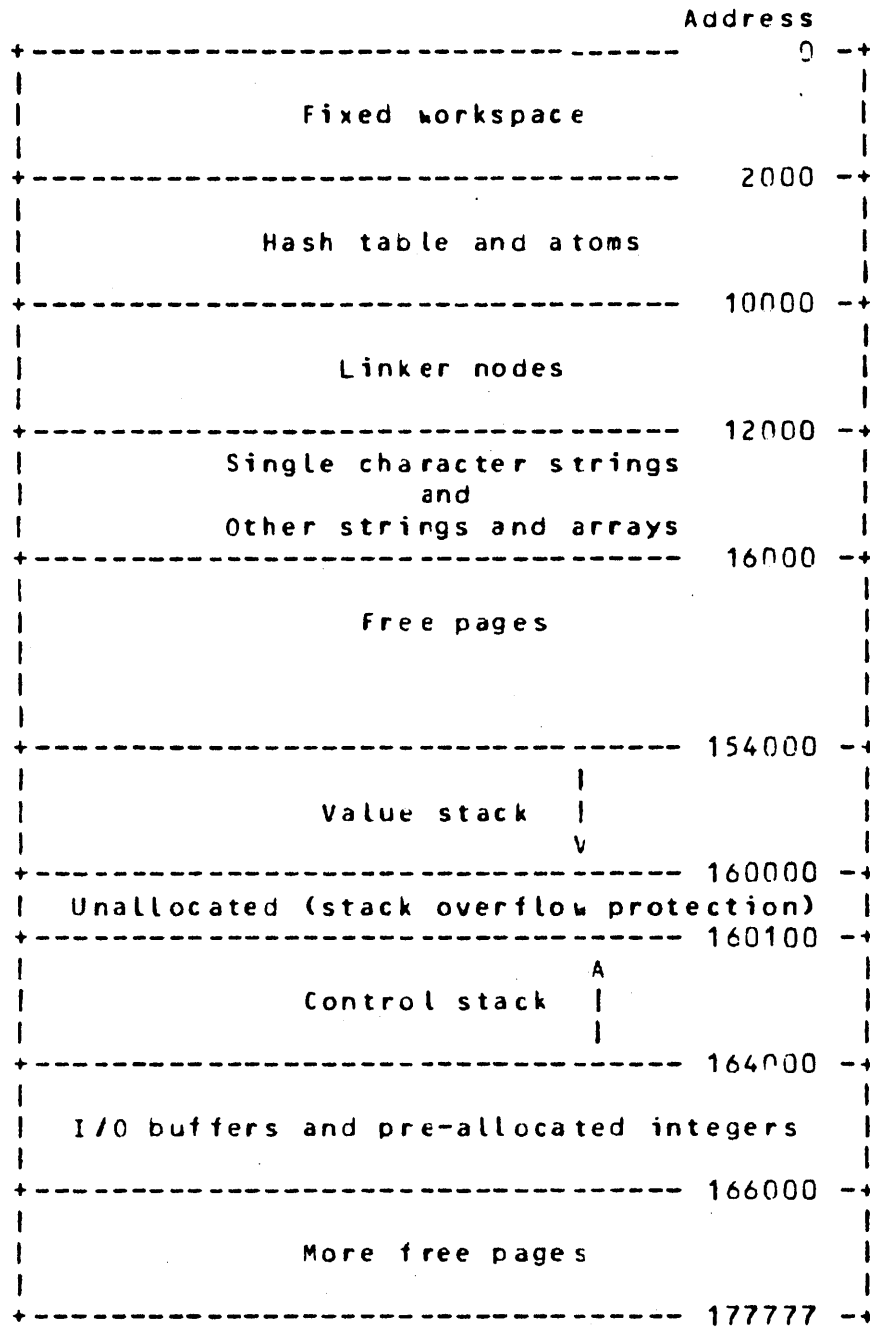 Address
0
Fixed workspace
2000
Hash table and atoms
10000
Linker nodes
12000
Single character strings
and
Other strings and arrays
16000
Free pages
154000
Value stack
V
160000
Unallocated (stack overflow protection)
160100
A
Control stack
164000
I/O buffers and pre-allocated integers
166000
More free pages
177777